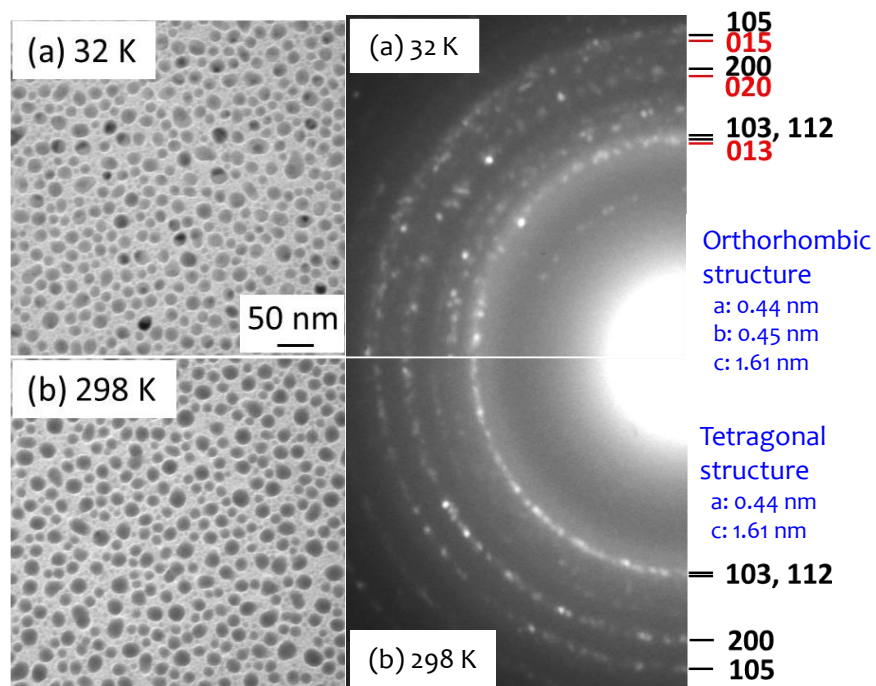 (a) 32 K
50 nm
(b) 298 K
(a) 32 K
(b) 298 K
105
015
200
020
103, 112
013
Orthorhombic
structure
a: 0.44 nm
b: 0.45 nm
c: 1.61 nm
Tetragonal
structure
a: 0.44 nm
c: 1.61 nm
103, 112
200
105